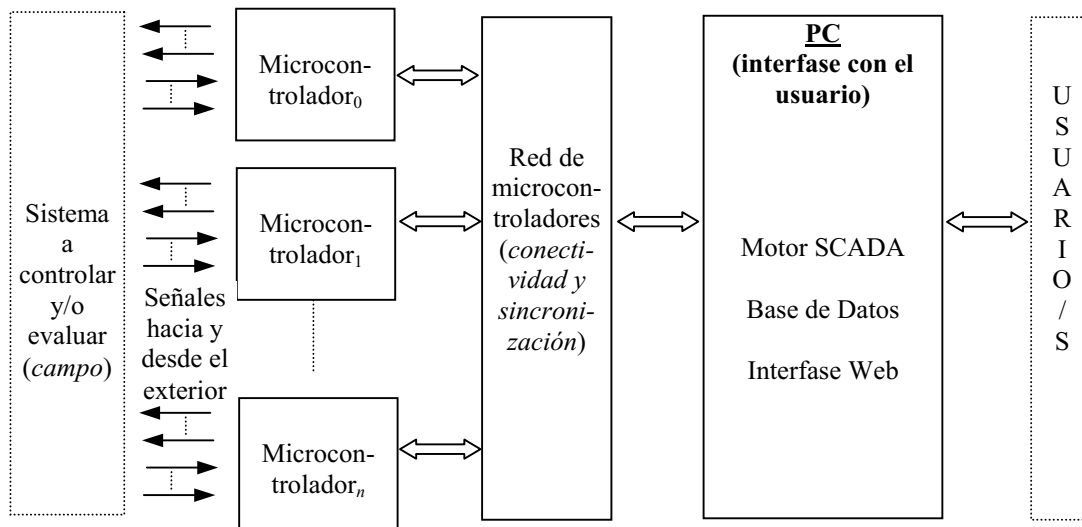 Sistema
a
controlar
y/o
evaluar
(campo)
Señales
hacia y
desde el
exterior
Microcon-
trolador0
Microcon-
trolador1
Microcon-
troladorn
Red de
microcon-
troladores
(conecti-
vidad y
sincroni-
zación)
PC
(interfase con el
usuario)
Motor SCADA
Base de Datos
Interfase Web
U
S
U
A
R
I
O
/
S